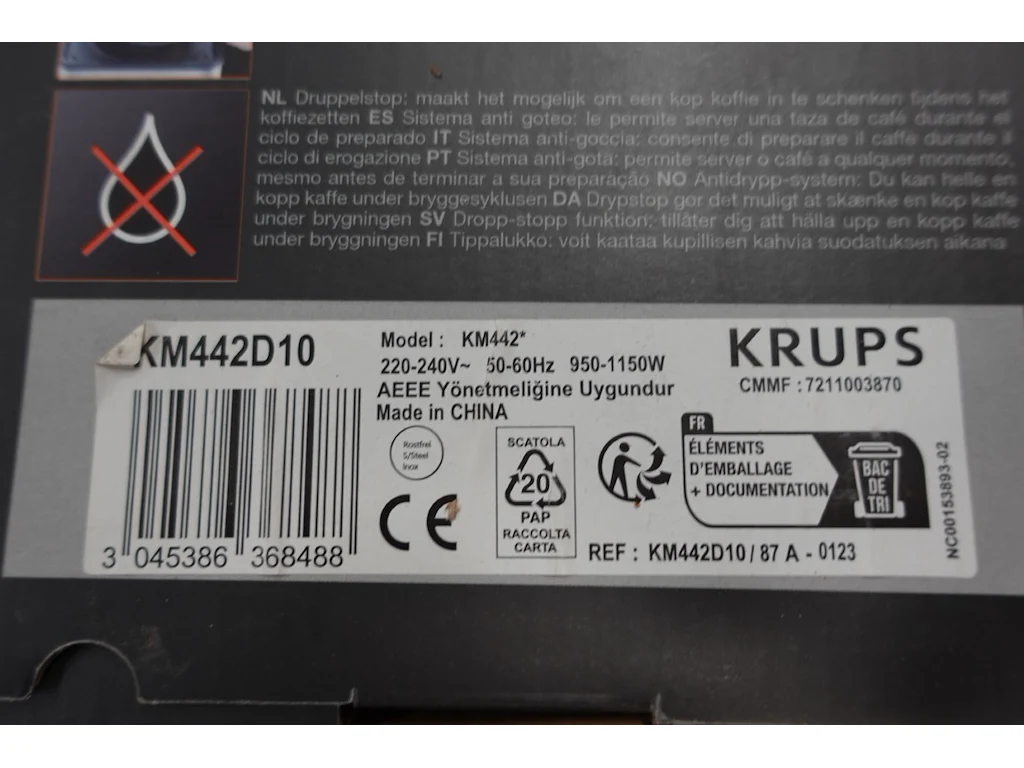 NL Druppelstop: maakt het mogelijk om een kop koffie in te schenken tijdens het
koffiezetten ES Sistema anti goteo: le permite server una taza de café durante el
ciclo de preparado IT Sistema anti-goccia: consente di preparare il caffè durante il
ciclo di erogazione PT Sistema anti-gota: permite server o café a qualquer momento,
mesmo antes de terminar a sua preparação NO Antidrypp-system: Du kan helle en
kopp kaffe under bryggesyklusen DA Drypstop gør det muligt at skænke en kop kaffe
under brygningen SV Dropp-stopp funktion: tillåter dig att hälla upp en kopp kaffe
under bryggningen FI Tippalukko: voit kaataa kupillisen kahvia suodatuksen aikana
KM442D10
Model : KM442*
220-240V~ 50-60Hz 950-1150W
AEEE Yönetmeliğine Uygundur
Made in CHINA
KRUPS
CMMF : 7211003870
Rostfrei
S/Steel
Inox
CE
SCATOLA
20
PAP
RACCOLTA
CARTA
FR
ÉLÉMENTS
D'EMBALLAGE
+ DOCUMENTATION
BAC
DE
TRI
NC00153893-02
3 045386 368488
REF : KM442D10 / 87 A - 0123